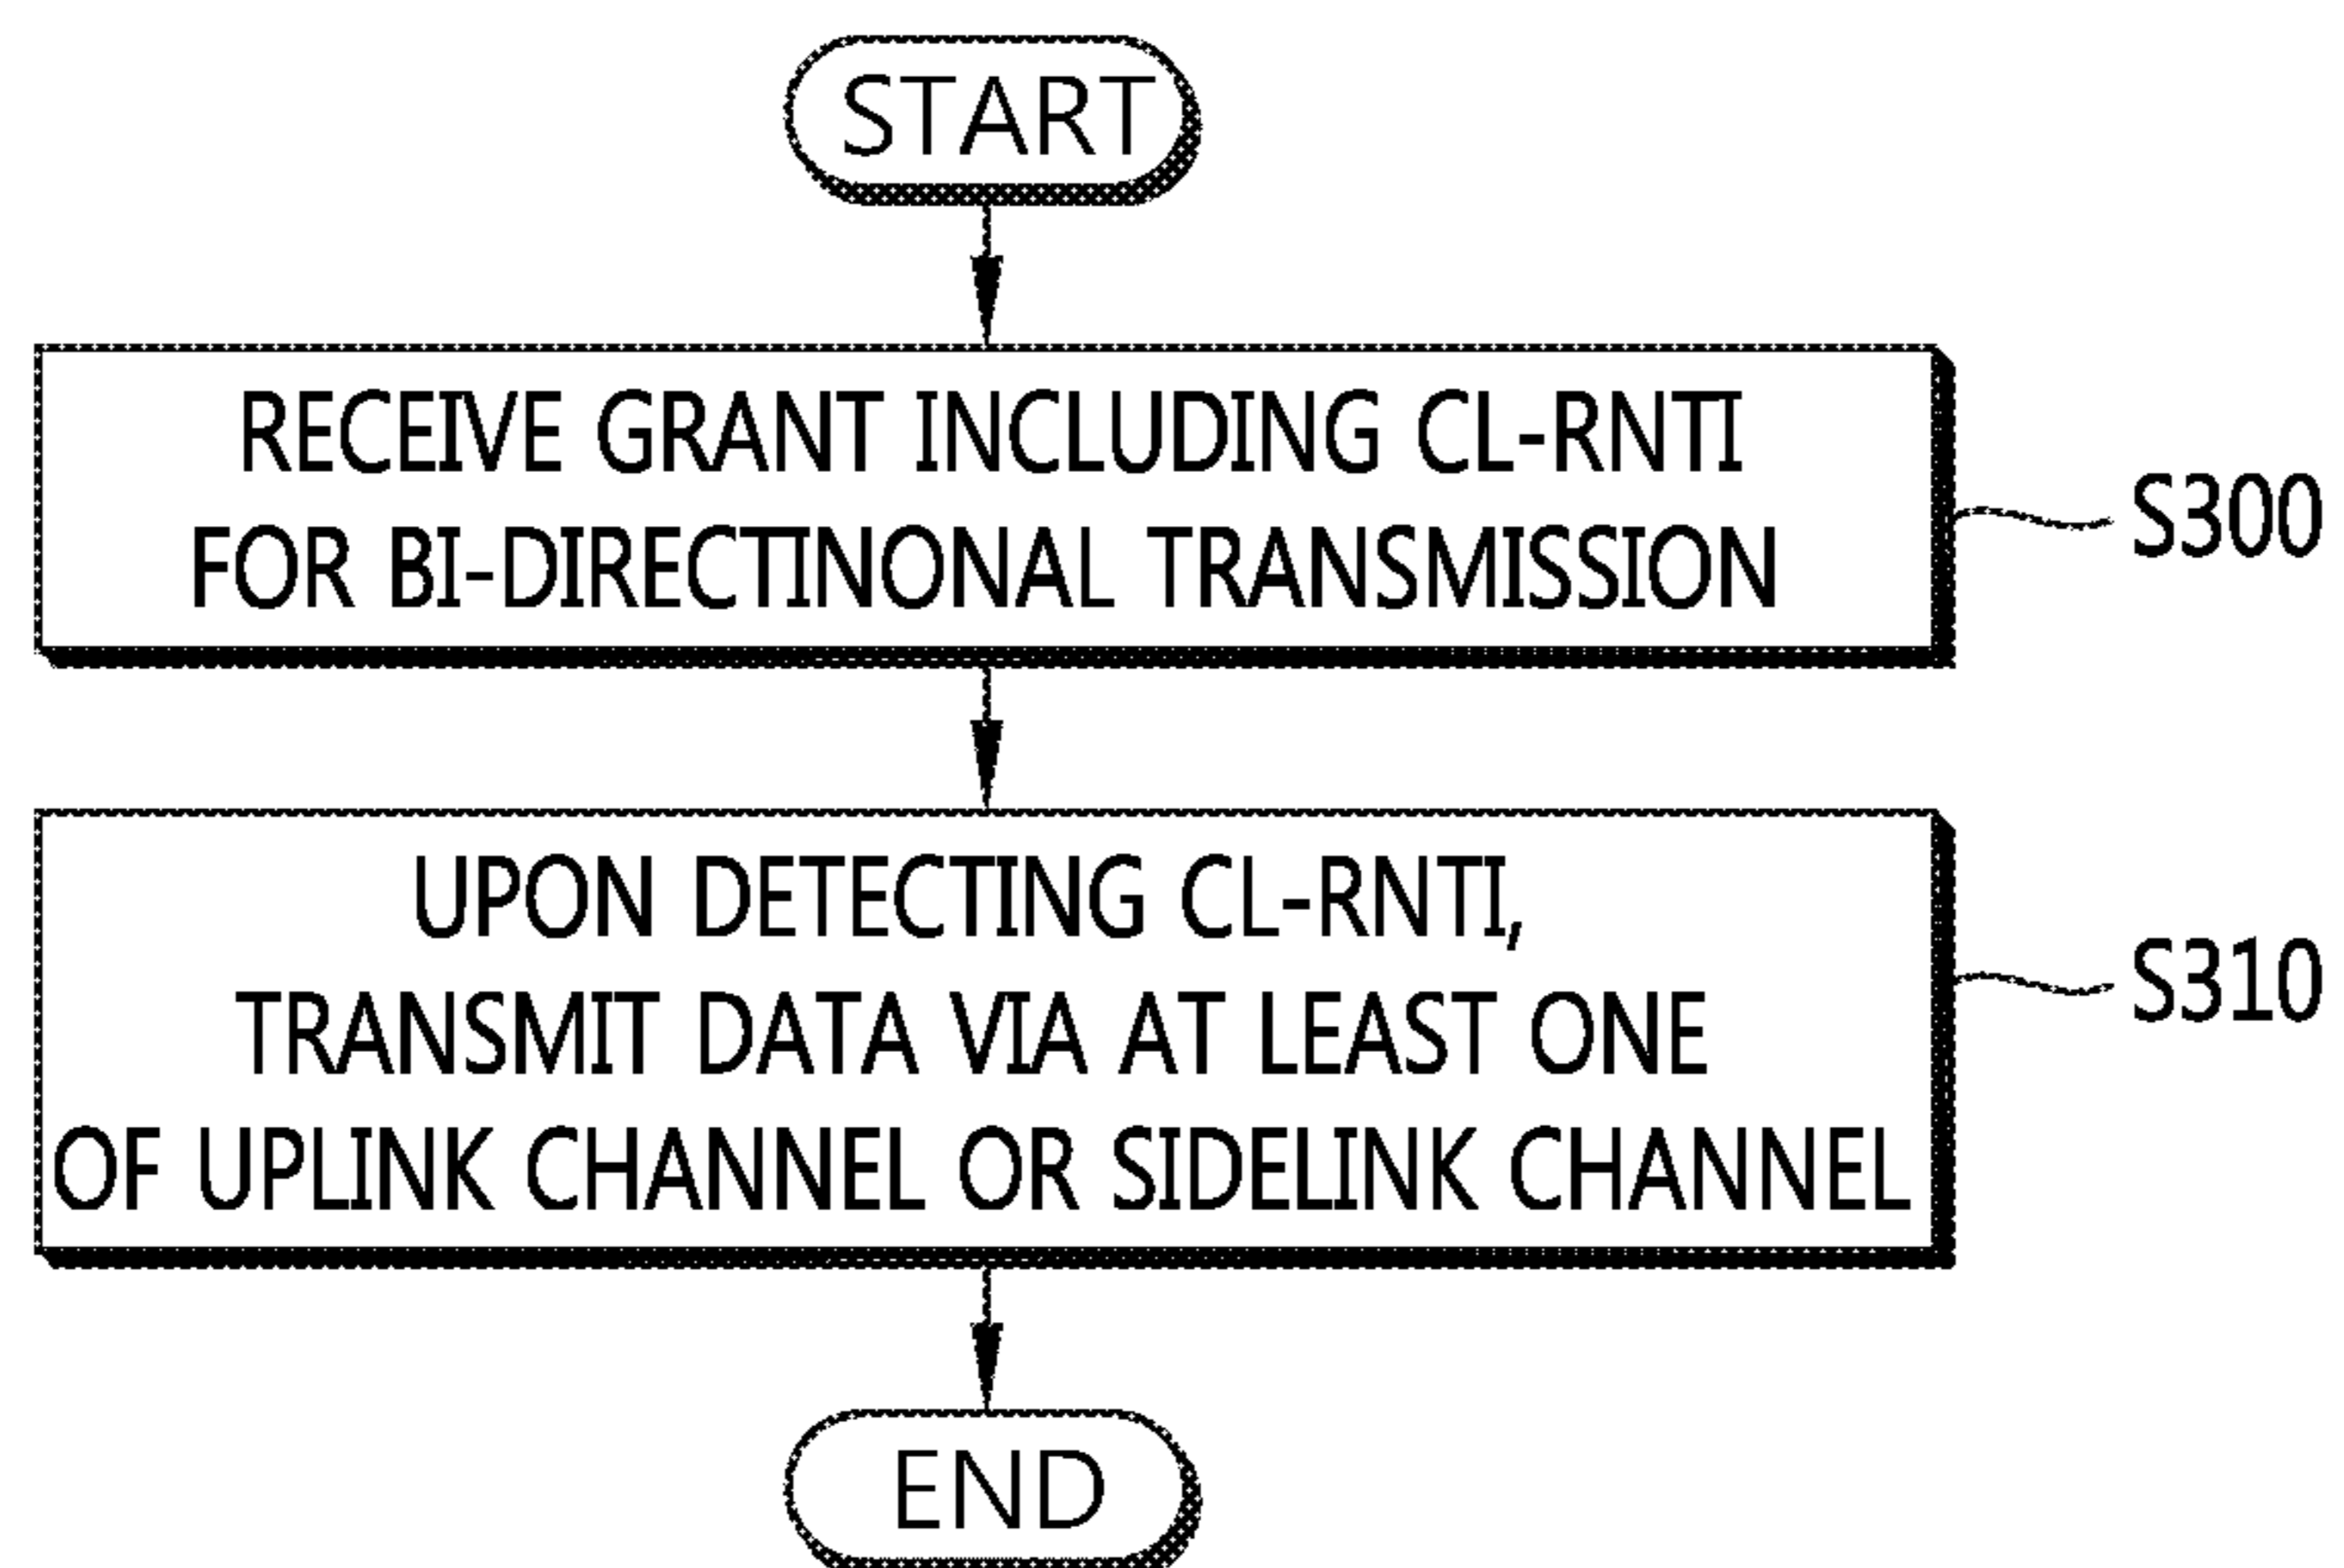 START
RECEIVE GRANT INCLUDING CL-RNTI
FOR BI-DIRECTINONAL TRANSMISSION
S300
UPON DETECTING CL-RNTI,
TRANSMIT DATA VIA AT LEAST ONE
OF UPLINK CHANNEL OR SIDELINK CHANNEL
S310
END